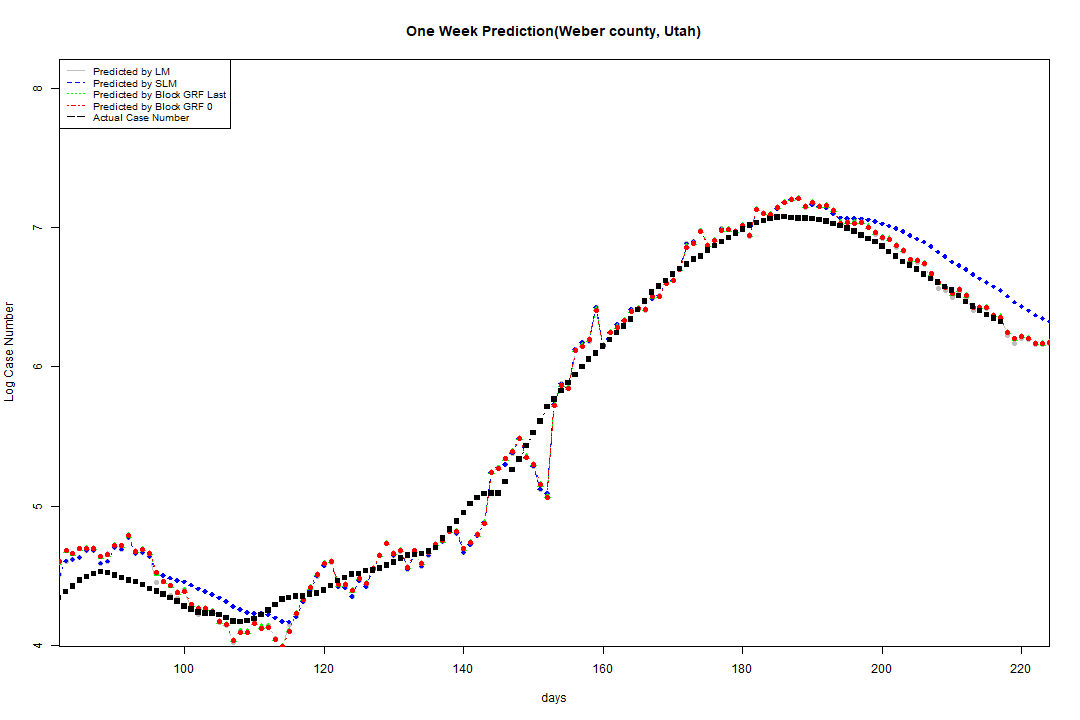 One Week Prediction(Weber county, Utah)
Predicted by LM
Predicted by SLM
Predicted by Block GRF Last
Predicted by Block GRF 0
Actual Case Number
8
7
6
5
4
Log Case Number
100 120 140 160 180 200 220
days